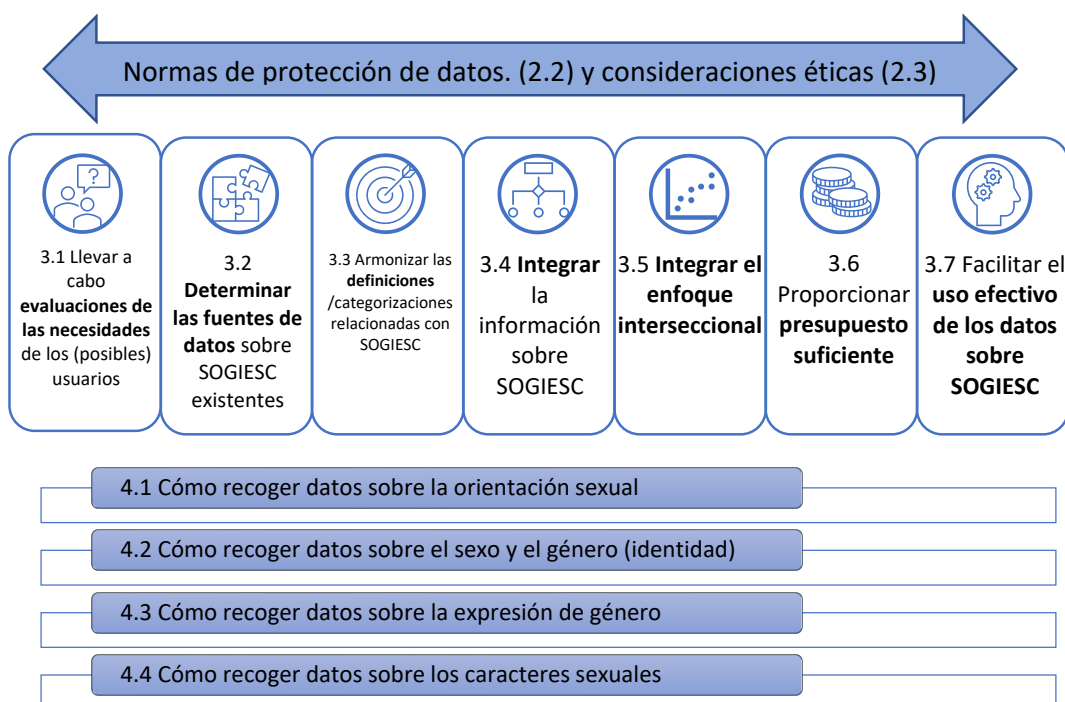 Normas de protección de datos. (2.2) y consideraciones éticas (2.3)
?
3.1 Llevar a
cabo
evaluaciones de
las necesidades
de los (posibles)
usuarios
3.2
Determinar
las fuentes de
datos sobre
SOGIESC
existentes
3.3 Armonizar las
definiciones
/categorizaciones
relacionadas con
SOGIESC
3.4 Integrar
la
información
sobre
SOGIESC
3.5 Integrar el
enfoque
interseccional
3.6
Proporcionar
presupuesto
suficiente
3.7 Facilitar el
uso efectivo
de los datos
sobre
SOGIESC
4.1 Cómo recoger datos sobre la orientación sexual
4.2 Cómo recoger datos sobre el sexo y el género (identidad)
4.3 Cómo recoger datos sobre la expresión de género
4.4 Cómo recoger datos sobre los caracteres sexuales